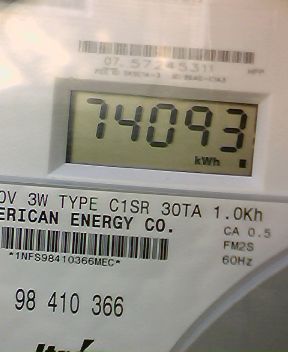 07. 57245311
74093
kWh
0V 3W TYPE C1SR 30TA 1.0Kh
ERICAN ENERGY CO.
CA 0.5
FM2S
60Hz
*1NFS98410366MEC*
98 410 366